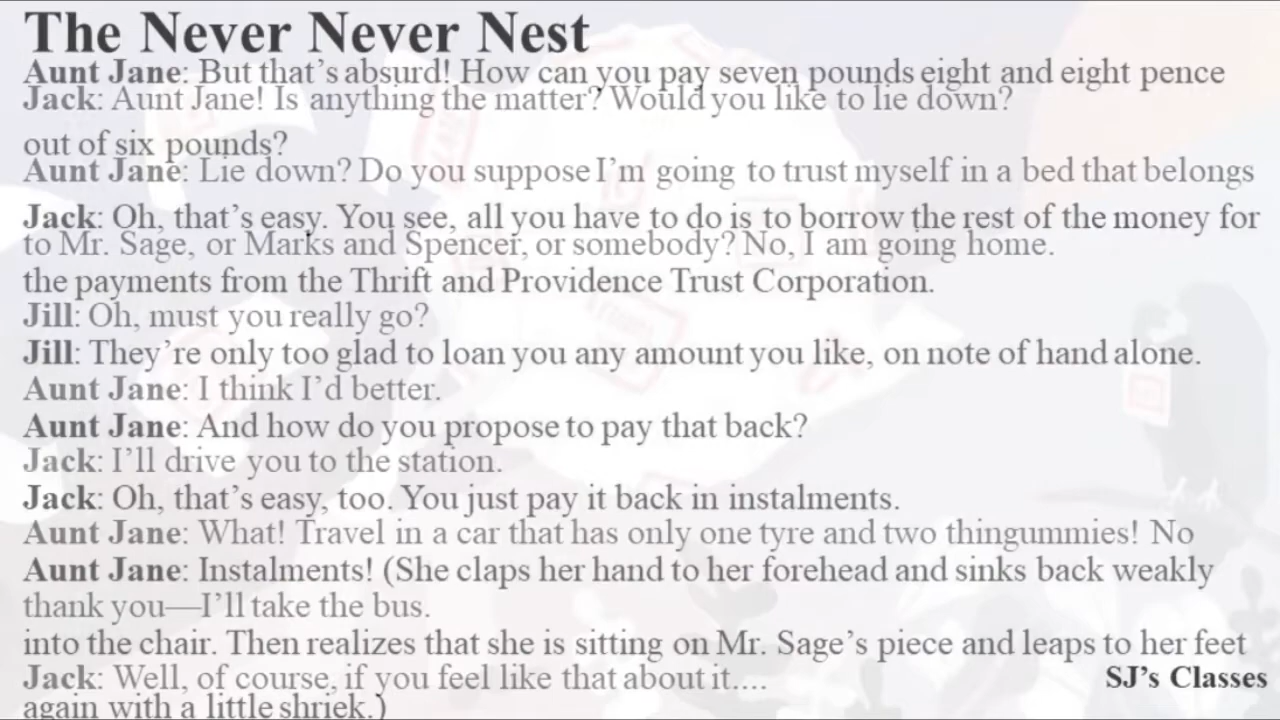 The Never Never Nest
Aunt Jane: But that's absurd! How can you pay seven pounds eight and eight pence
Jack: Aunt Jane! Is anything the matter? Would you like to lie down?
out of six pounds?
Aunt Jane: Lie down? Do you suppose I'm going to trust myself in a bed that belongs
Jack: Oh, that's easy. You see, all you have to do is to borrow the rest of the money for
to Mr. Sage, or Marks and Spencer, or somebody? No, I am going home.
the payments from the Thrift and Providence Trust Corporation.
Jill: Oh, must you really go?
Jill: They're only too glad to loan you any amount you like, on note of hand alone.
Aunt Jane: I think I'd better.
Aunt Jane: And how do you propose to pay that back?
Jack: I'll drive you to the station.
Jack: Oh, that's easy, too. You just pay it back in instalments.
Aunt Jane: What! Travel in a car that has only one tyre and two thingummies! No
Aunt Jane: Instalments! (She claps her hand to her forehead and sinks back weakly
thank you—I'll take the bus.
into the chair. Then realizes that she is sitting on Mr. Sage's piece and leaps to her feet
Jack: Well, of course, if you feel like that about it....
SJ's Classes
again with a little shriek.)